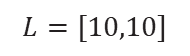 L = [10,10]